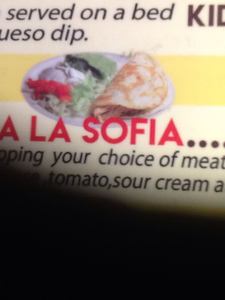 served on a bed KID
ueso dip.
A LA SOFIA.....
pping your choice of meat
,tomato,sour cream a